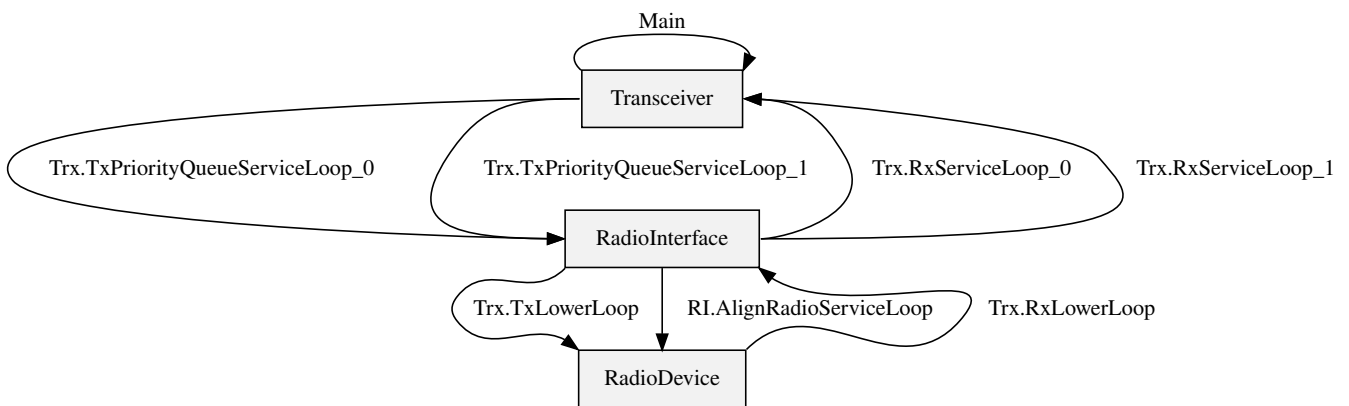 Main
Transceiver
Trx.TxPriorityQueueServiceLoop_0
Trx.TxPriorityQueueServiceLoop_1
Trx.RxServiceLoop_0
Trx.RxServiceLoop_1
RadioInterface
Trx.TxLowerLoop
RI.AlignRadioServiceLoop
Trx.RxLowerLoop
RadioDevice